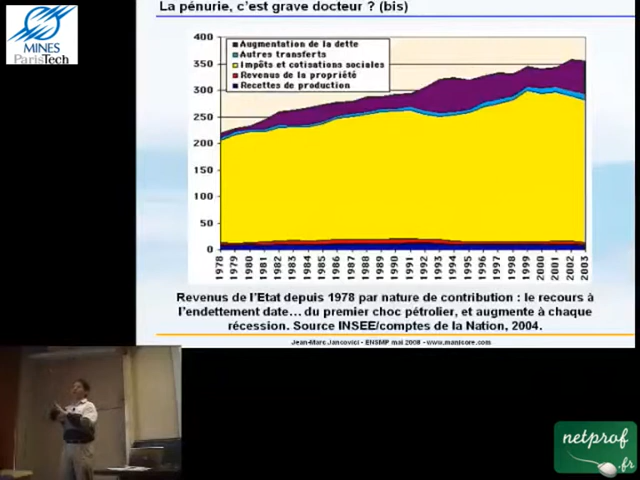 La pénurie, c'est grave docteur ? (bis)
MINES
ParisTech
400
350
300
250
200
150
100
50
0
Augmentation de la dette
Autres transferts
Impôts et cotisations sociales
Revenus de la propriété
Recettes de production
1978
1979
1980
1981
1982
1983
1984
1985
1986
1987
1988
1989
1990
1991
1992
1993
1994
1995
1996
1997
1998
1999
2000
2001
2002
2003
Revenus de l'Etat depuis 1978 par nature de contribution : le recours à
l'endettement date… du premier choc pétrolier, et augmente à chaque
récession. Source INSEE/comptes de la Nation, 2004.
Jean-Marc Jancovici - ENSMP mai 2008 - www.manicore.com
netprof
.fr